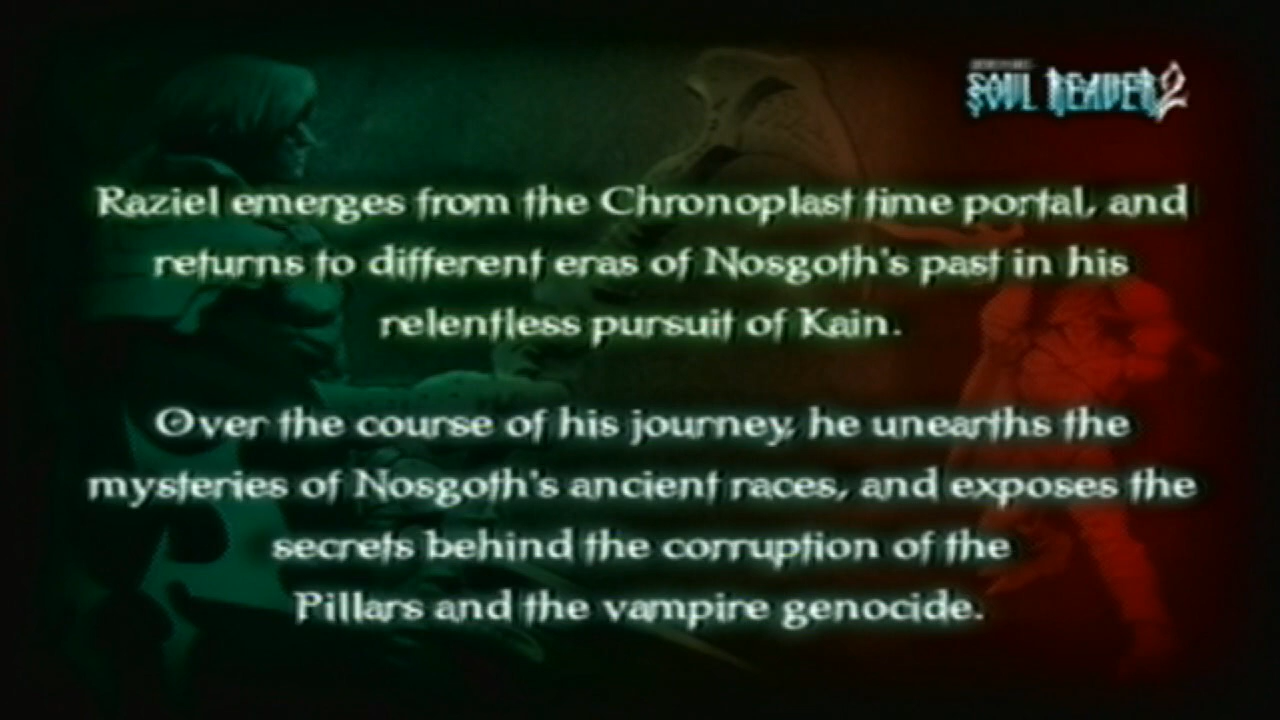 SOUL REAVER 2
Raziel emerges from the Chronoplast time portal, and
returns to different eras of Nosgoth's past in his
relentless pursuit of Kain.
Over the course of his journey, he unearths the
mysteries of Nosgoth's ancient races, and exposes the
secrets behind the corruption of the
Pillars and the vampire genocide.